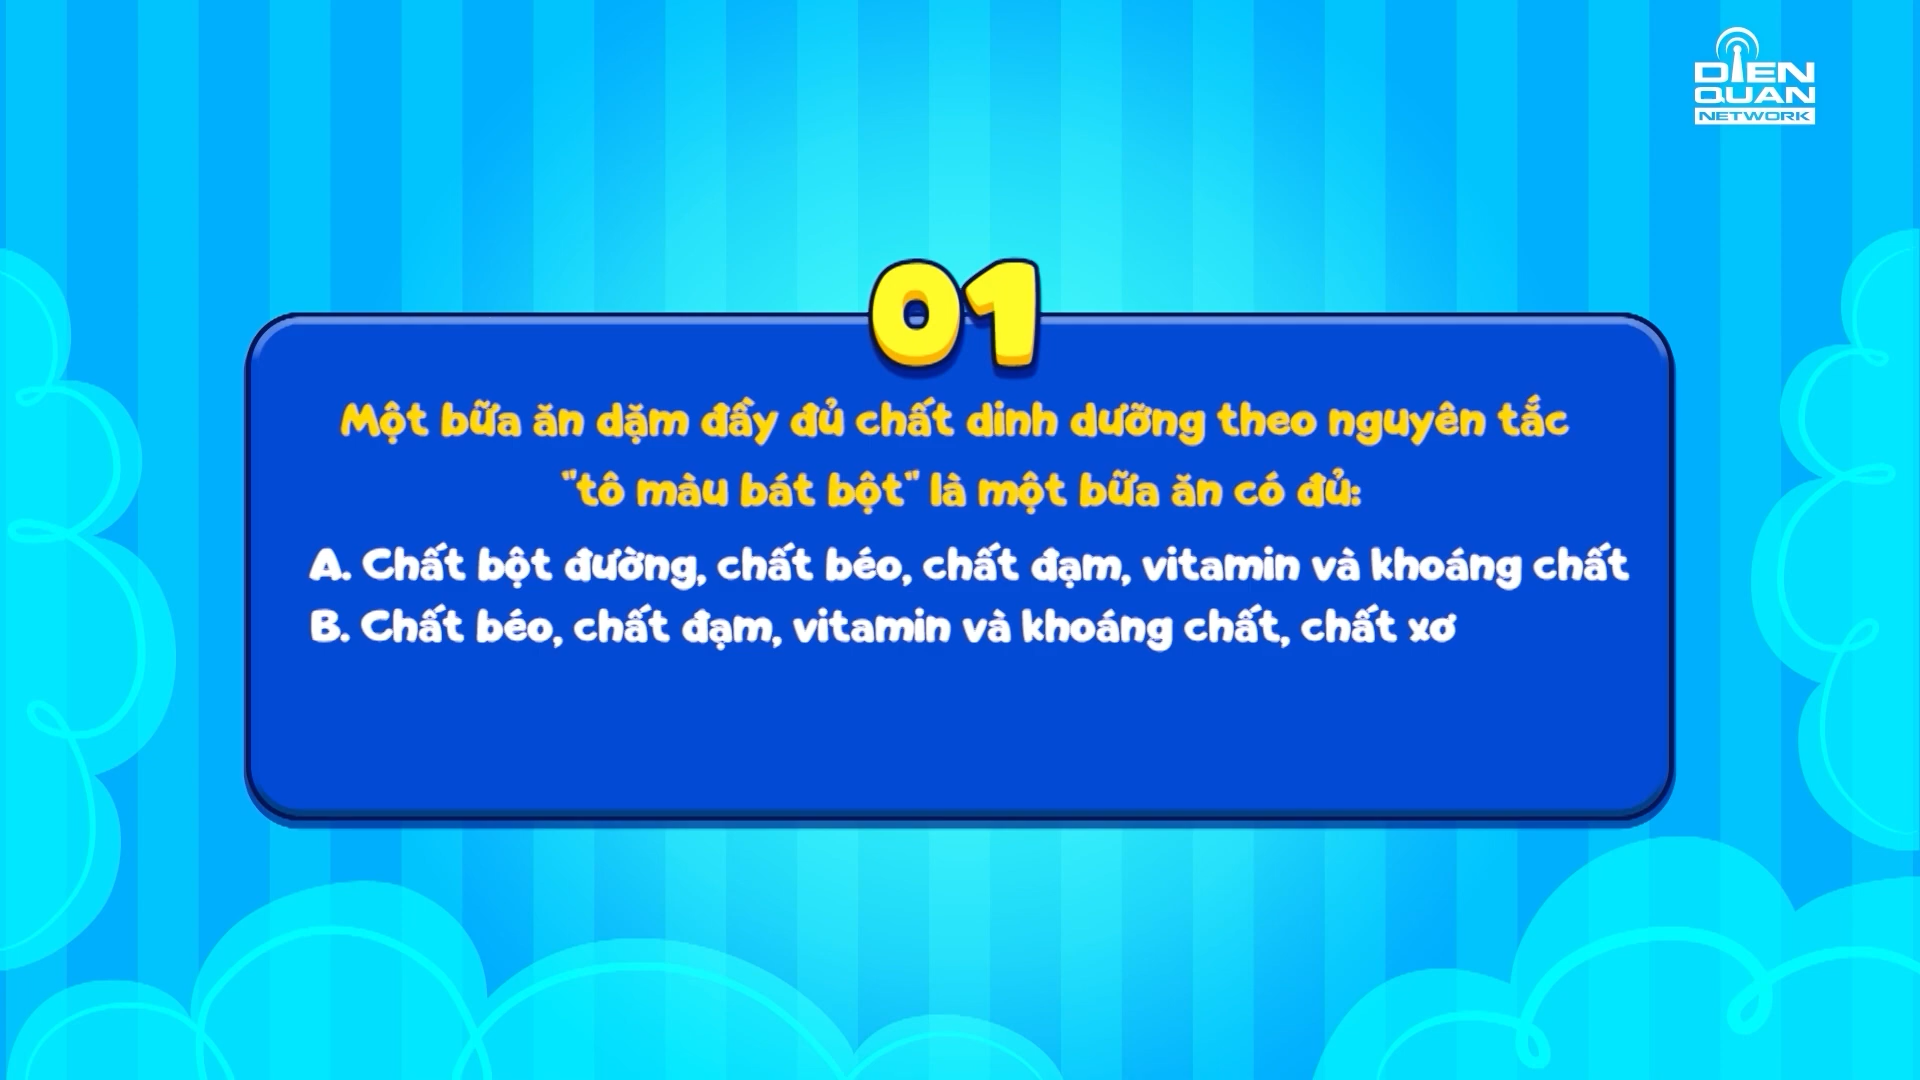 DIEN
QUAN
NETWORK
01
Một bữa ăn dặm đầy đủ chất dinh dưỡng theo nguyên tắc
"tô màu bát bột" là một bữa ăn có đủ:
A. Chất bột đường, chất béo, chất đạm, vitamin và khoáng chất
B. Chất béo, chất đạm, vitamin và khoáng chất, chất xơ